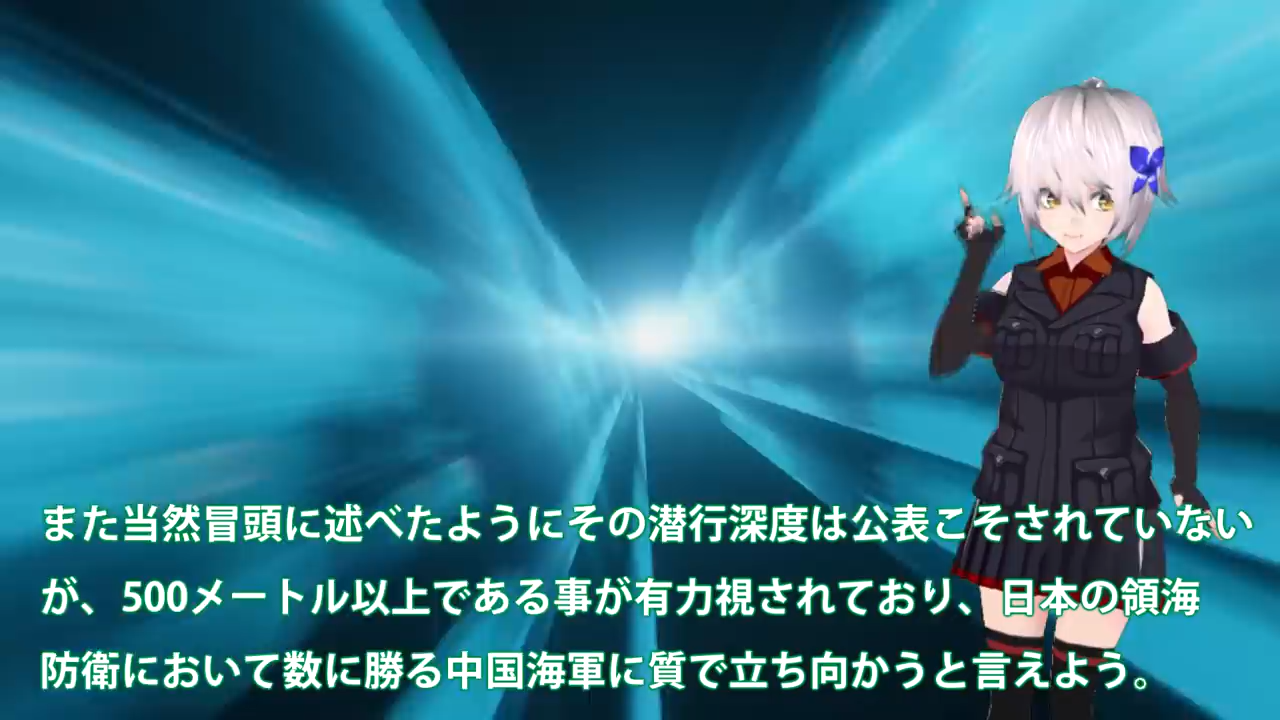 また当然冒頭に述べたようにその潜行深度は公表こそされていない
が、500メートル以上である事が有力視されており、日本の領海
防衛において数に勝る中国海軍に質で立ち向かうと言えよう。